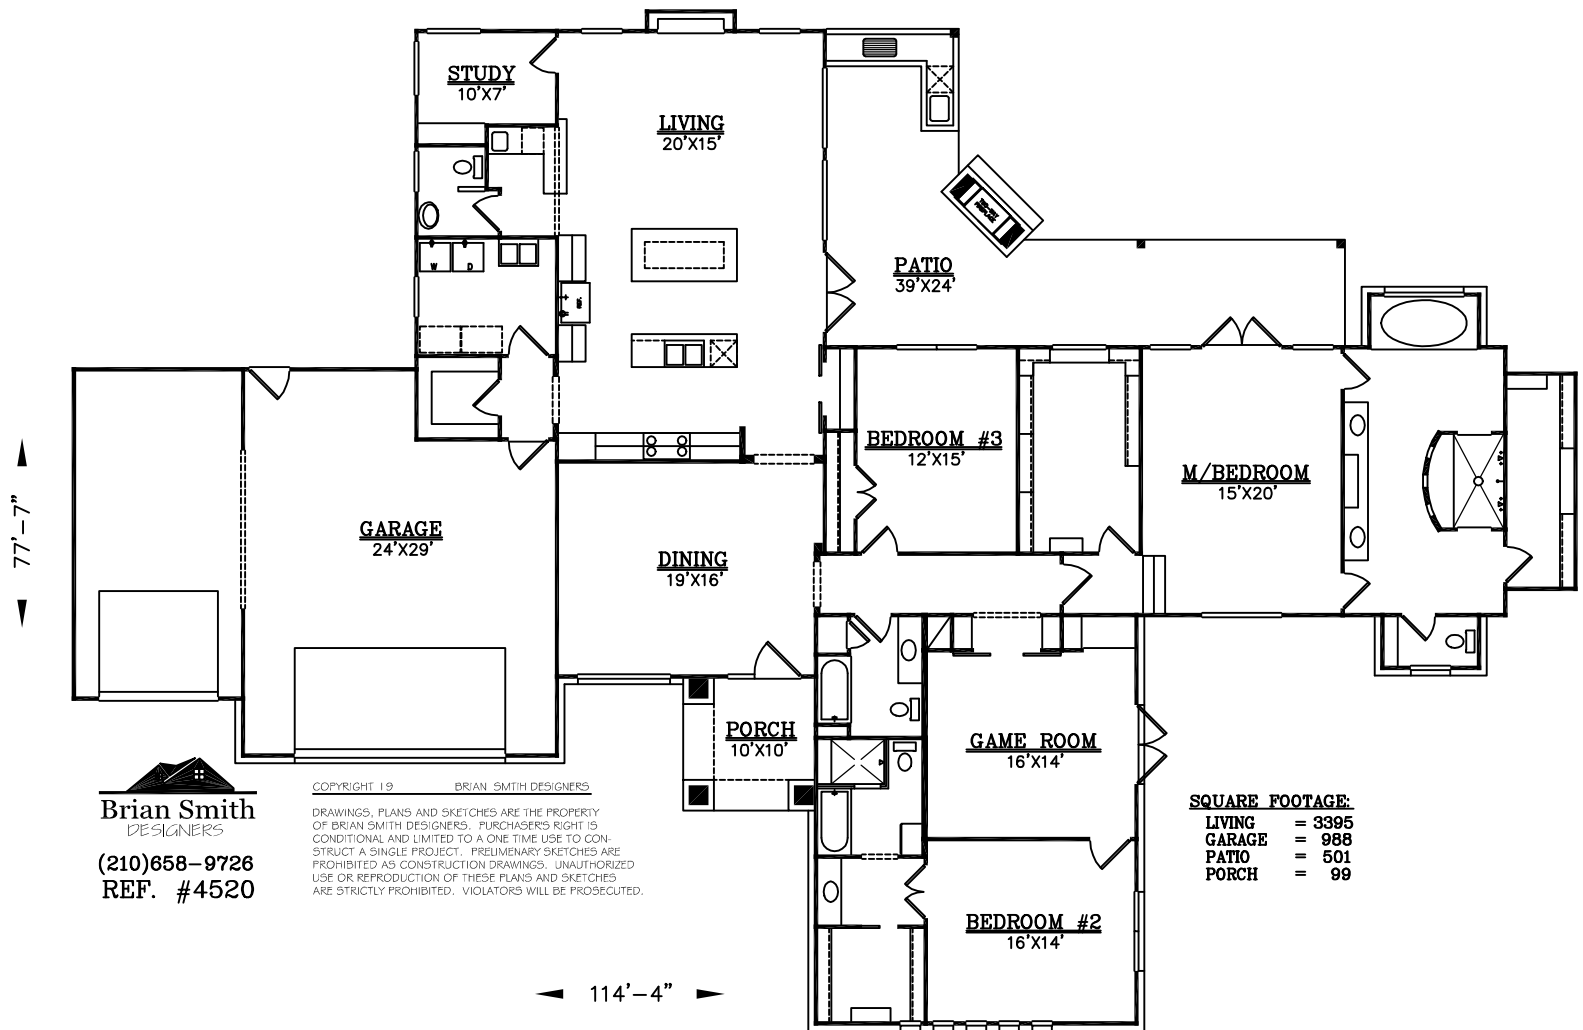 STUDY
10'X7'
LIVING
20'X15'
W
D
REF.
PATIO
39'X24'
BEDROOM #3
12'X15'
M/BEDROOM
15'X20'
GARAGE
24'X29'
DINING
19'X16'
77'-7"
PORCH
10'X10'
GAME ROOM
16'X14'
BEDROOM #2
16'X14'
114'-4"
Brian Smith
DESIGNERS
(210)658-9726
REF. #4520
COPYRIGHT 19 BRIAN SMTIH DESIGNERS
DRAWINGS, PLANS AND SKETCHES ARE THE PROPERTY
OF BRIAN SMITH DESIGNERS. PURCHASER'S RIGHT IS
CONDITIONAL AND LIMITED TO A ONE TIME USE TO CON-
STRUCT A SINGLE PROJECT. PRELIMENARY SKETCHES ARE
PROHIBITED AS CONSTRUCTION DRAWINGS. UNAUTHORIZED
USE OR REPRODUCTION OF THESE PLANS AND SKETCHES
ARE STRICTLY PROHIBITED. VIOLATORS WILL BE PROSECUTED.
SQUARE FOOTAGE:
LIVING = 3395
GARAGE = 988
PATIO = 501
PORCH = 99